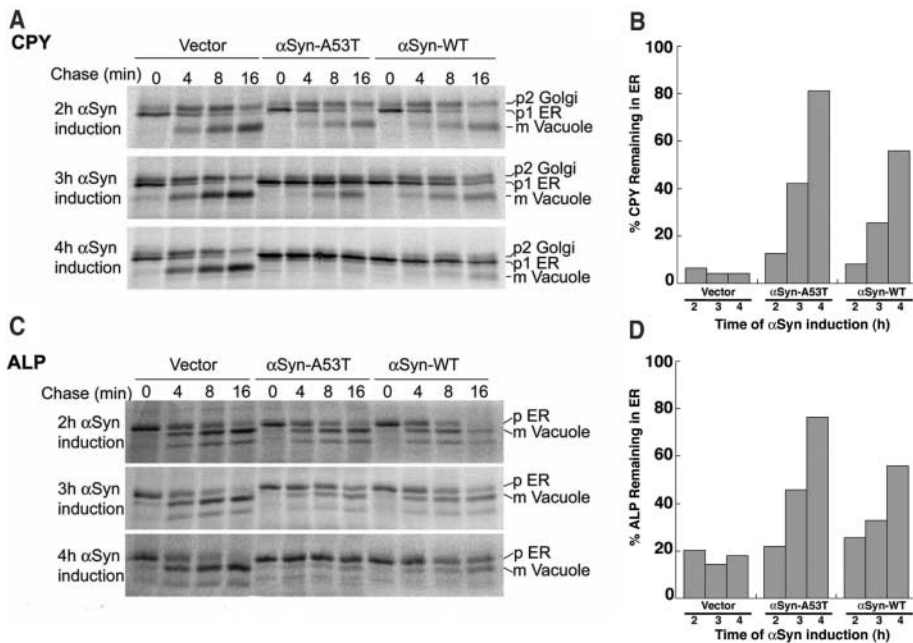 A
CPY
Vector αSyn-A53T αSyn-WT
Chase (min) 0 4 8 16 0 4 8 16 0 4 8 16
2h αSyn
induction
p2 Golgi
p1 ER
m Vacuole
3h αSyn
induction
p2 Golgi
p1 ER
m Vacuole
4h αSyn
induction
p2 Golgi
p1 ER
m Vacuole
B
% CPY Remaining in ER
100
80
60
40
20
0
Vector αSyn-A53T αSyn-WT
2 3 4 2 3 4 2 3 4
Time of αSyn induction (h)
C
ALP
Vector αSyn-A53T αSyn-WT
Chase (min) 0 4 8 16 0 4 8 16 0 4 8 16
2h αSyn
induction
p ER
m Vacuole
3h αSyn
induction
p ER
m Vacuole
4h αSyn
induction
p ER
m Vacuole
D
% ALP Remaining in ER
100
80
60
40
20
0
Vector αSyn-A53T αSyn-WT
2 3 4 2 3 4 2 3 4
Time of αSyn induction (h)